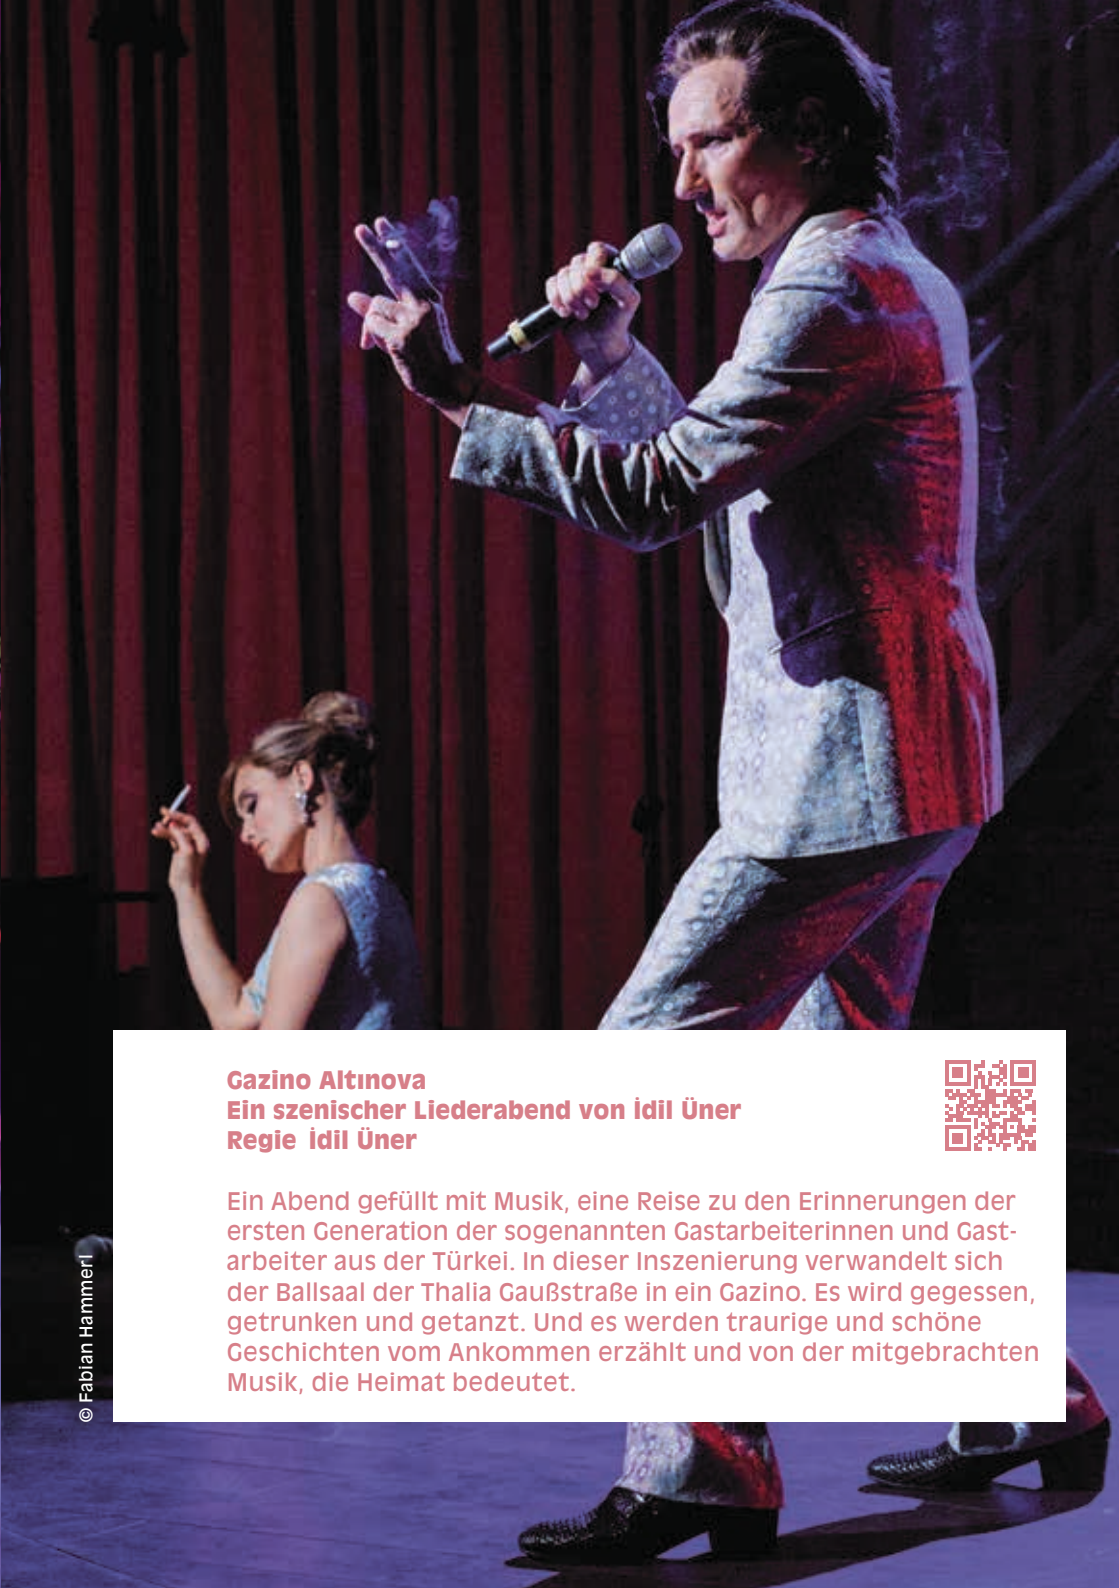 Gazino Altınova
Ein szenischer Liederabend von İdil Üner
Regie İdil Üner
Ein Abend gefüllt mit Musik, eine Reise zu den Erinnerungen der
ersten Generation der sogenannten Gastarbeiterinnen und Gast-
arbeiter aus der Türkei. In dieser Inszenierung verwandelt sich
der Ballsaal der Thalia Gaußstraße in ein Gazino. Es wird gegessen,
getrunken und getanzt. Und es werden traurige und schöne
Geschichten vom Ankommen erzählt und von der mitgebrachten
Musik, die Heimat bedeutet.
© Fabian Hammerl